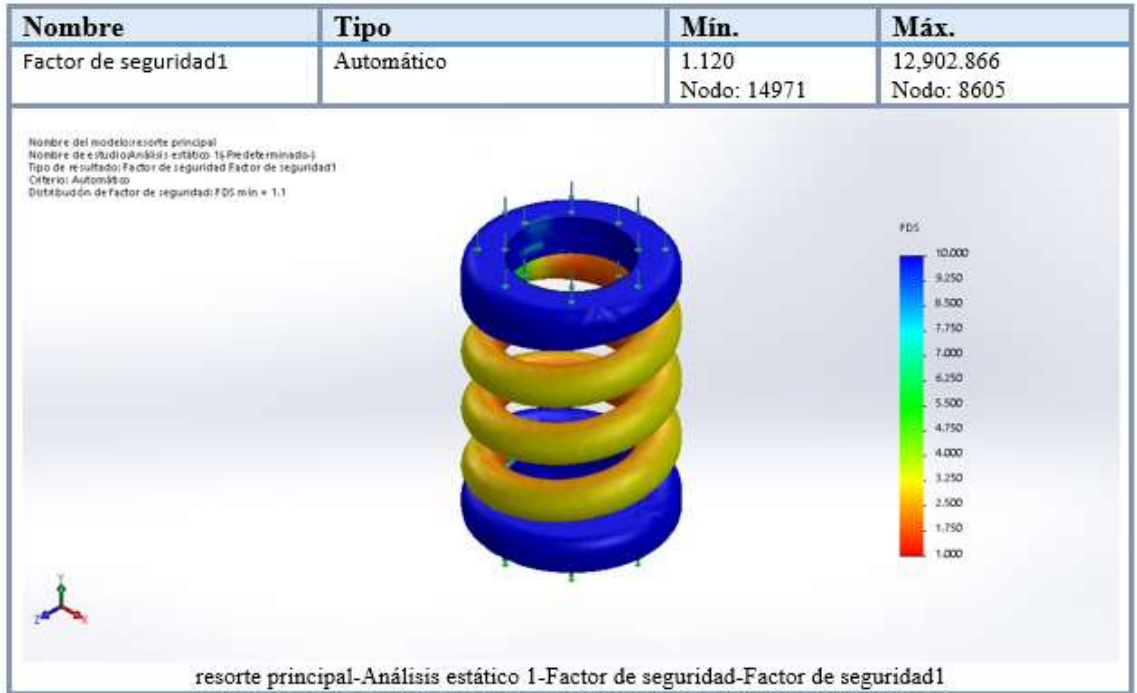 Nombre Tipo Mín. Máx.
Factor de seguridad1 Automático 1.120 12,902.866
Nodo: 14971 Nodo: 8605
Nombre del modelo:resorte principal
Nombre de estudio:Análisis estático 1(-Predeterminado-)
Tipo de resultado: Factor de seguridad Factor de seguridad1
Criterio: Automático
Distribución de factor de seguridad: FDS mín = 1.1
FDS
10.000
9.250
8.500
7.750
7.000
6.250
5.500
4.750
4.000
3.250
2.500
1.750
1.000
Y
Z X
resorte principal-Análisis estático 1-Factor de seguridad-Factor de seguridad1